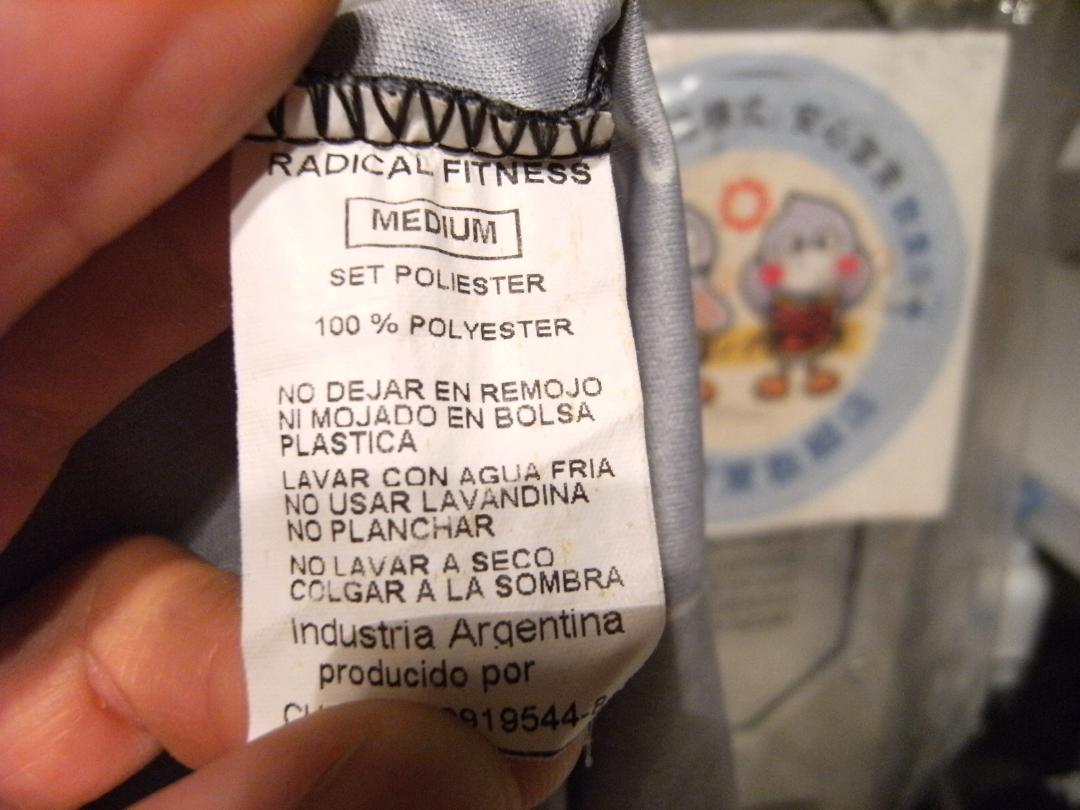 RADICAL FITNESS
MEDIUM
SET POLIESTER
100 % POLYESTER
NO DEJAR EN REMOJO
NI MOJADO EN BOLSA
PLASTICA
LAVAR CON AGUA FRIA
NO USAR LAVANDINA
NO PLANCHAR
NO LAVAR A SECO
COLGAR A LA SOMBRA
Industria Argentina
producido por